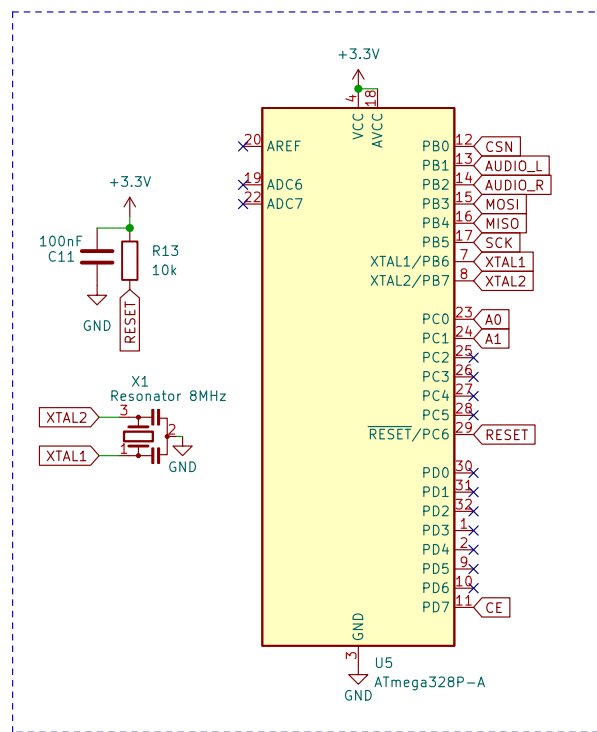 +3.3V
4
18
VCC
AVCC
20
AREF
19
ADC6
22
ADC7
PB0
12
CSN
PB1
13
AUDIO_L
PB2
14
AUDIO_R
PB3
15
MOSI
PB4
16
MISO
PB5
17
SCK
XTAL1/PB6
7
XTAL1
XTAL2/PB7
8
XTAL2
PC0
23
A0
PC1
24
A1
PC2
25
PC3
26
PC4
27
PC5
28
RESET/PC6
29
RESET
PD0
30
PD1
31
PD2
32
PD3
1
PD4
2
PD5
9
PD6
10
PD7
11
CE
GND
3
GND
U5
ATmega328P-A
+3.3V
100nF
C11
R13
10k
GND
RESET
X1
Resonator 8MHz
XTAL2
3
2
XTAL1
1
GND